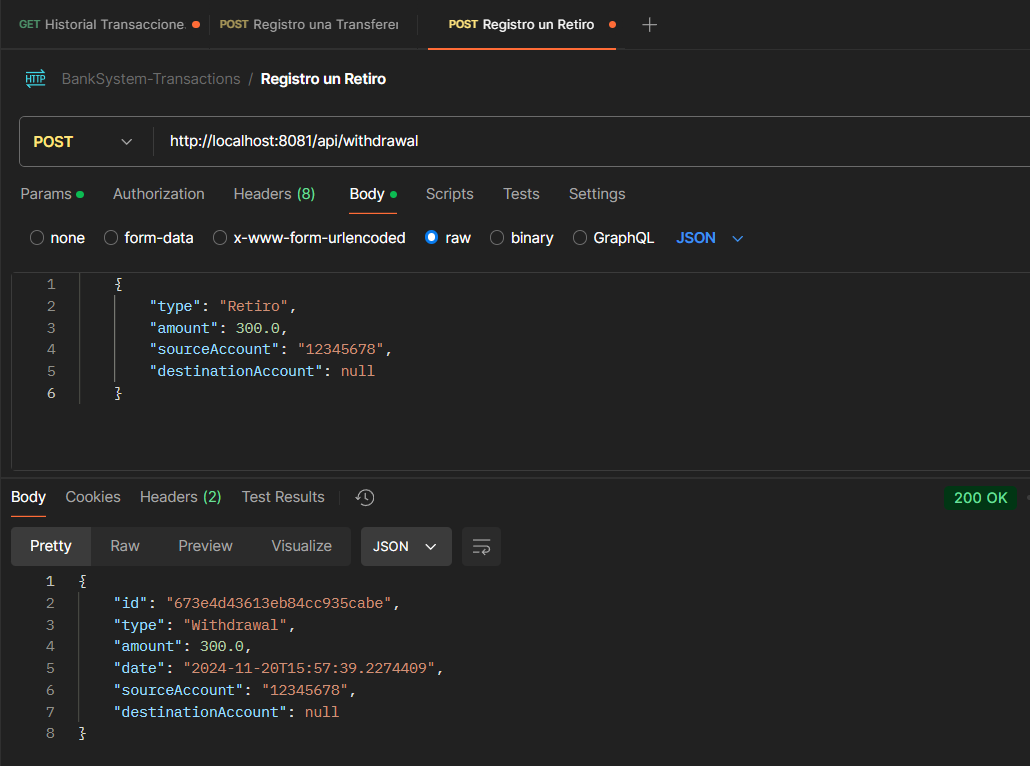 GET Historial Transaccione. POST Registro una Transferer POST Registro un Retiro
HTTP BankSystem-Transactions / Registro un Retiro
POST http://localhost:8081/api/withdrawal
Params Authorization Headers (8) Body Scripts Tests Settings
none form-data x-www-form-urlencoded raw binary GraphQL JSON
1 {
2 "type": "Retiro",
3 "amount": 300.0,
4 "sourceAccount": "12345678",
5 "destinationAccount": null
6 }
Body Cookies Headers (2) Test Results 200 OK
Pretty Raw Preview Visualize JSON
1 {
2 "id": "673e4d43613eb84cc935cabe",
3 "type": "Withdrawal",
4 "amount": 300.0,
5 "date": "2024-11-20T15:57:39.2274409",
6 "sourceAccount": "12345678",
7 "destinationAccount": null
8 }